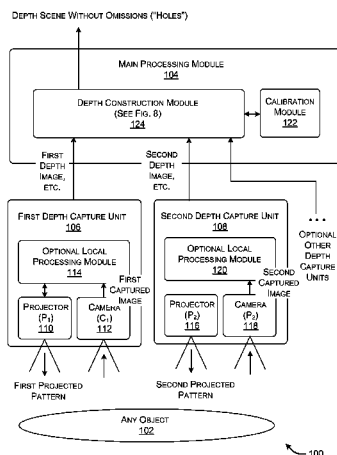 DEPTH SCENE WITHOUT OMISSIONS ("HOLES")
MAIN PROCESSING MODULE
104
DEPTH CONSTRUCTION MODULE
(SEE FIG. 8)
124
CALIBRATION
MODULE
122
FIRST
DEPTH
IMAGE,
ETC.
SECOND
DEPTH
IMAGE,
ETC.
...
OPTIONAL
OTHER
DEPTH
CAPTURE
UNITS
FIRST DEPTH CAPTURE UNIT
106
OPTIONAL LOCAL
PROCESSING MODULE
114
FIRST
CAPTURED
IMAGE
PROJECTOR
(P1)
110
CAMERA
(C1)
112
SECOND DEPTH CAPTURE UNIT
108
OPTIONAL LOCAL
PROCESSING MODULE
120
SECOND
CAPTURED
IMAGE
PROJECTOR
(P2)
116
CAMERA
(P2)
118
FIRST PROJECTED
PATTERN
SECOND PROJECTED
PATTERN
ANY OBJECT
102
100